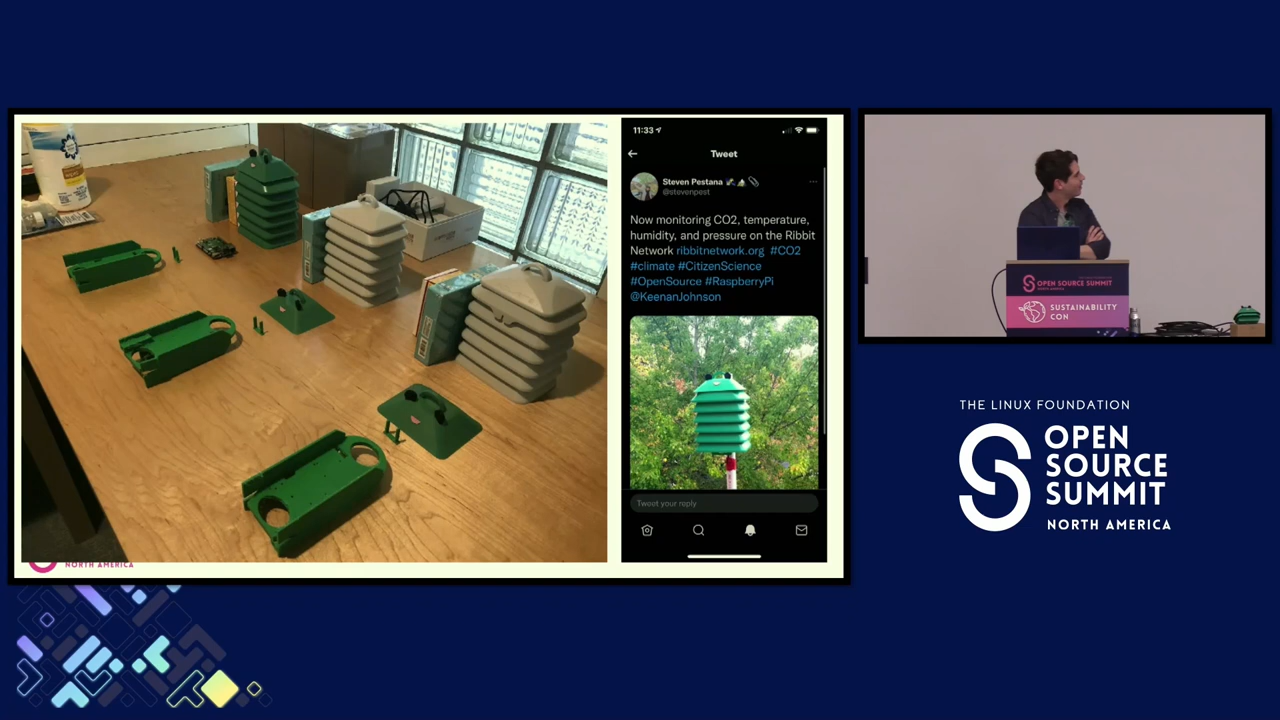 11:33
Tweet
Steven Pestana
@stevenpest
Now monitoring CO2, temperature,
humidity, and pressure on the Ribbit
Network ribbitnetwork.org #CO2
#climate #CitizenScience
#OpenSource #RaspberryPi
@KeenanJohnson
Tweet your reply
NORTH AMERICA
OPEN SOURCE SUMMIT
SUSTAINABILITY
CON
THE LINUX FOUNDATION
OPEN
SOURCE
SUMMIT
NORTH AMERICA